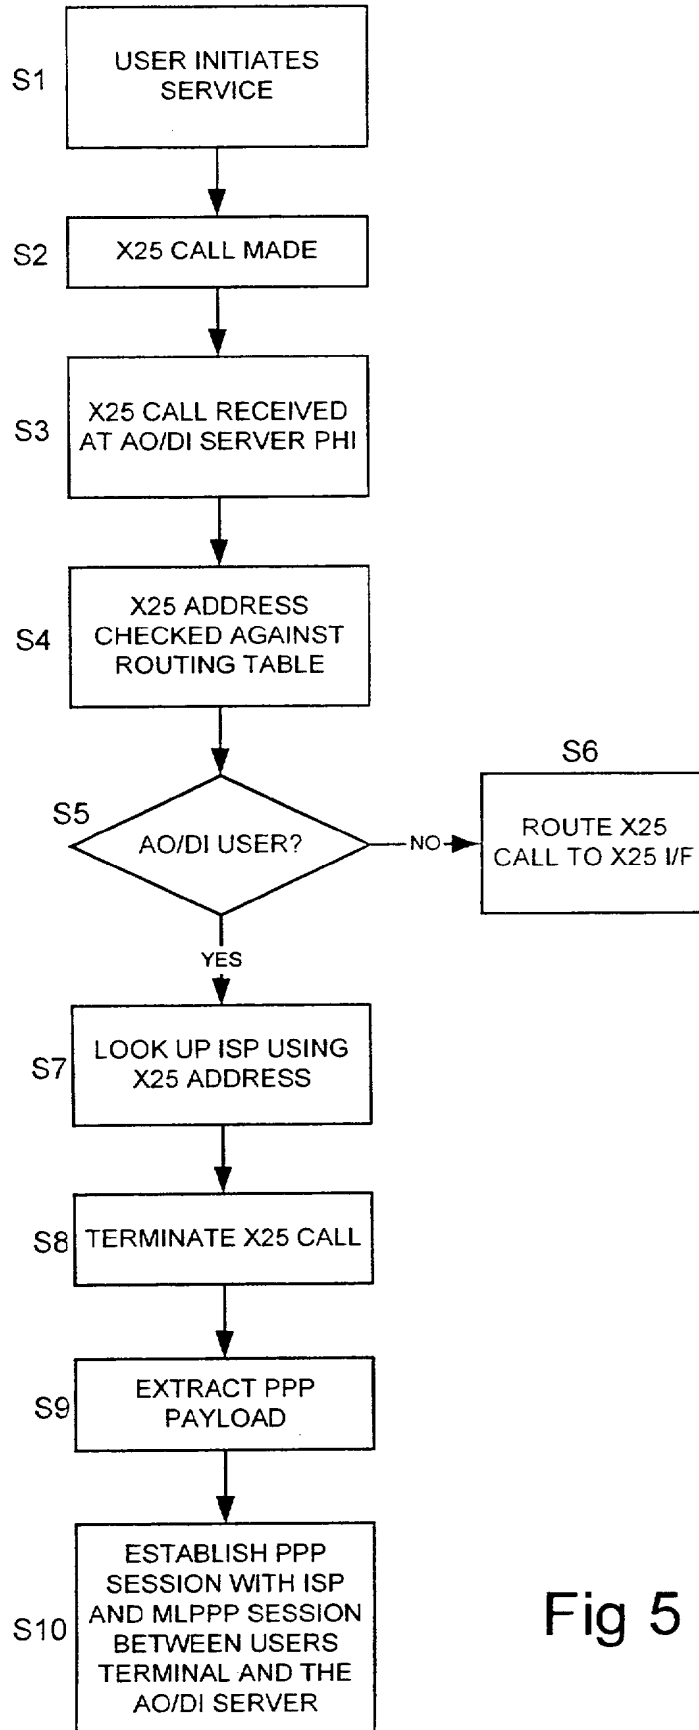 S1
USER INITIATES
SERVICE
S2
X25 CALL MADE
S3
X25 CALL RECEIVED
AT AO/DI SERVER PHI
S4
X25 ADDRESS
CHECKED AGAINST
ROUTING TABLE
S5
AO/DI USER?
NO
S6
ROUTE X25
CALL TO X25 I/F
YES
S7
LOOK UP ISP USING
X25 ADDRESS
S8
TERMINATE X25 CALL
S9
EXTRACT PPP
PAYLOAD
S10
ESTABLISH PPP
SESSION WITH ISP
AND MLPPP SESSION
BETWEEN USERS
TERMINAL AND THE
AO/DI SERVER
Fig 5